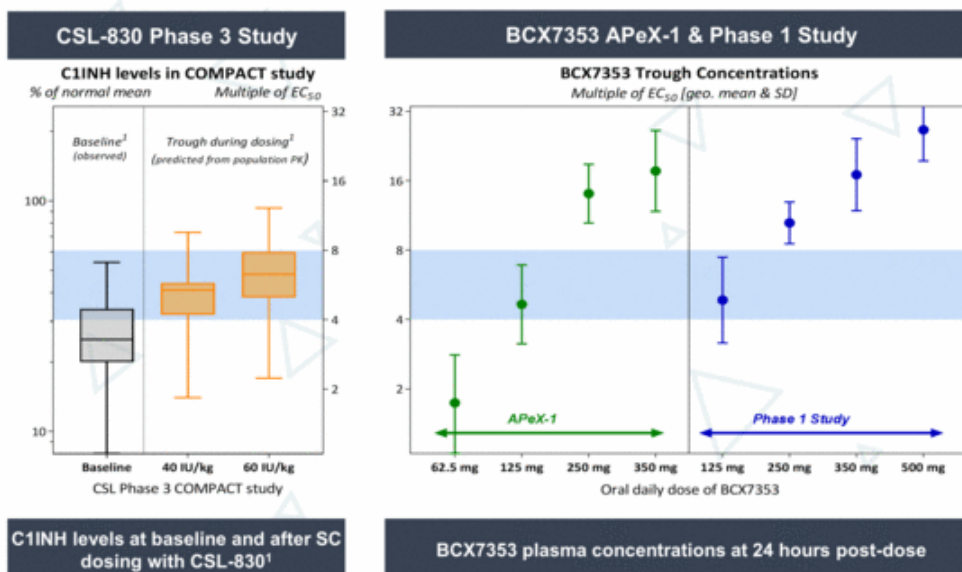 CSL-830 Phase 3 Study
C1INH levels in COMPACT study
% of normal mean
Multiple of EC50
Baseline1
(observed)
Trough during dosing1
(predicted from population PK)
32
16
8
4
2
100
10
Baseline
40 IU/kg
60 IU/kg
CSL Phase 3 COMPACT study
C1INH levels at baseline and after SC
dosing with CSL-830¹
BCX7353 APeX-1 & Phase 1 Study
BCX7353 Trough Concentrations
Multiple of EC50 [geo. mean & SD]
32
16
8
4
2
APeX-1
Phase 1 Study
62.5 mg
125 mg
250 mg
350 mg
125 mg
250 mg
350 mg
500 mg
Oral daily dose of BCX7353
BCX7353 plasma concentrations at 24 hours post-dose